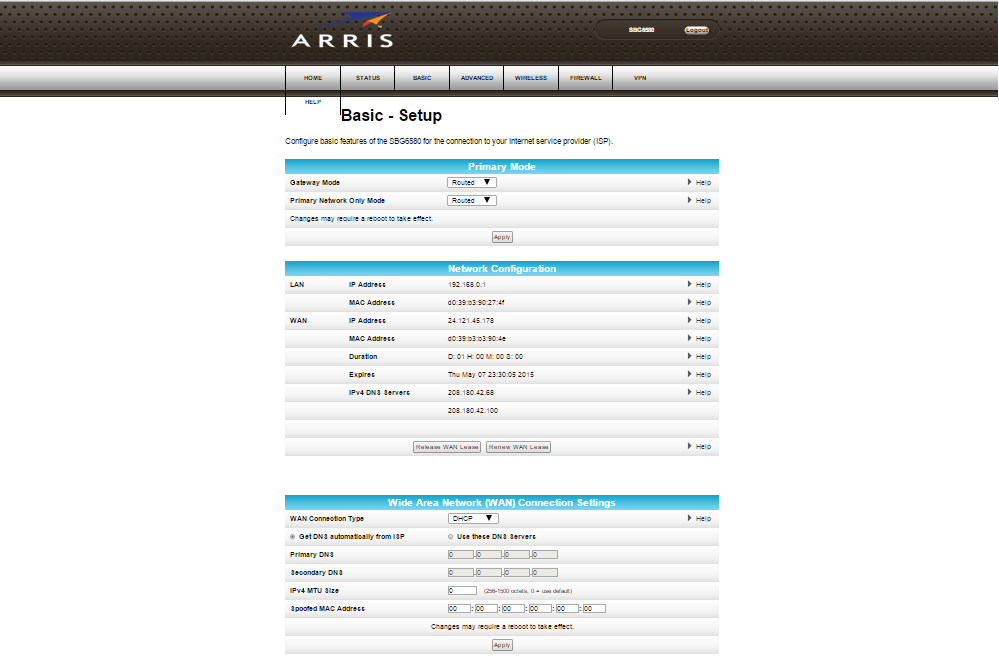 ARRIS
SBG6580 Logout
HOME STATUS BASIC ADVANCED WIRELESS FIREWALL VPN
HELP
Basic - Setup
Configure basic features of the SBG6580 for the connection to your Internet service provider (ISP).
Primary Mode
Gateway Mode Routed Help
Primary Network Only Mode Routed Help
Changes may require a reboot to take effect.
Apply
Network Configuration
LAN IP Address 192.168.0.1 Help
MAC Address d0:39:b3:90:27:4f Help
WAN IP Address 24.121.45.178 Help
MAC Address d0:39:b3:b3:90:4e Help
Duration D: 01 H: 00 M: 00 S: 00 Help
Expires Thu May 07 23:30:05 2015 Help
IPv4 DNS Servers 208.180.42.68 Help
208.180.42.100
Release WAN Lease Renew WAN Lease Help
Wide Area Network (WAN) Connection Settings
WAN Connection Type DHCP Help
Get DNS automatically from ISP Use these DNS Servers
Primary DNS 0 . 0 . 0 . 0
Secondary DNS 0 . 0 . 0 . 0
IPv4 MTU Size 0 (256-1500 octets, 0 = use default)
Spoofed MAC Address 00 : 00 : 00 : 00 : 00 : 00
Changes may require a reboot to take effect.
Apply